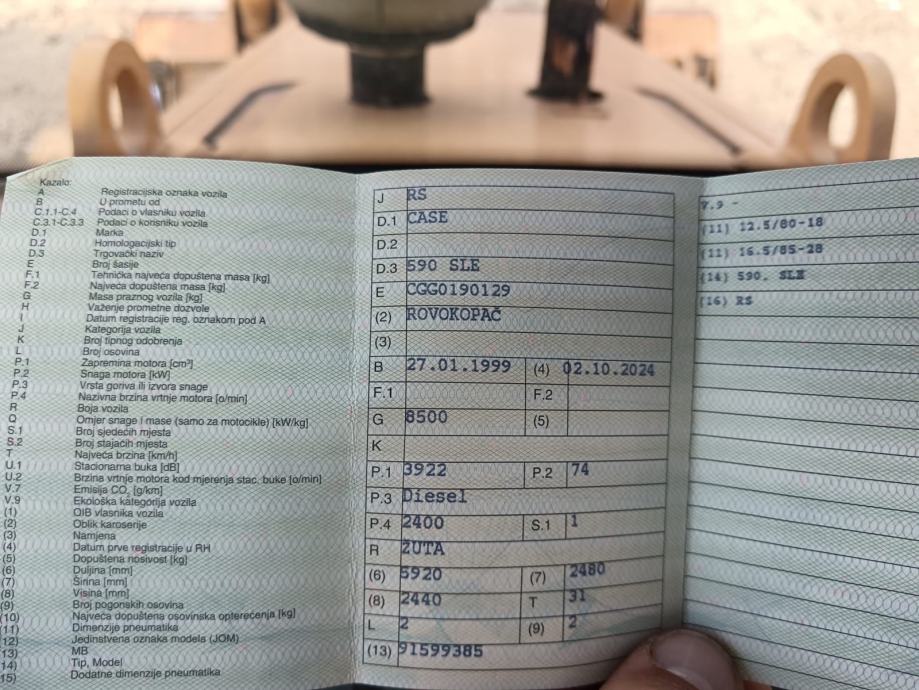 Kazalo:
A Registracijska oznaka vozila
B U prometu od
C.1.1-C.4 Podaci o vlasniku vozila
C.3.1-C.3.3 Podaci o korisniku vozila
D.1 Marka
D.2 Homologacijski tip
D.3 Trgovački naziv
E Broj šasije
F.1 Tehnička najveća dopuštena masa [kg]
F.2 Najveća dopuštena masa [kg]
G Masa praznog vozila [kg]
H Važenje prometne dozvole
I Datum registracije reg. oznakom pod A
J Kategorija vozila
K Broj tipnog odobrenja
L Broj osovina
P.1 Zapremina motora [cm³]
P.2 Snaga motora [kW]
P.3 Vrsta goriva ili izvora snage
P.4 Nazivna brzina vrtnje motora [o/min]
R Boja vozila
Q Omjer snage i mase (samo za motocikle) [kW/kg]
S.1 Broj sjedećih mjesta
S.2 Broj stajaćih mjesta
T Najveća brzina [km/h]
U.1 Stacionarna buka [dB]
U.2 Brzina vrtnje motora kod mjerenja stac. buke [o/min]
V.7 Emisija CO₂ [g/km]
V.9 Ekološka kategorija vozila
(1) OIB vlasnika vozila
(2) Oblik karoserije
(3) Namjena
(4) Datum prve registracije u RH
(5) Dopuštena nosivost [kg]
(6) Duljina [mm]
(7) Širina [mm]
(8) Visina [mm]
(9) Broj pogonskih osovina
(10) Najveća dopuštena osovinska opterećenja [kg]
(11) Dimenzije pneumatika
(12) Jedinstvena oznaka modela (JOM)
(13) MB
(14) Tip, Model
(15) Dodatne dimenzije pneumatika
J RS
D.1 CASE
D.2
D.3 590 SLE
E CGG0190129
(2) ROVOKOPAČ
(3)
B 27.01.1999 (4) 02.10.2024
F.1 F.2
G 8500 (5)
K
P.1 3922 P.2 74
P.3 Diesel
P.4 2400 S.1 1
R ŽUTA
(6) 5920 (7) 2480
(8) 2440 T 31
L 2 (9) 2
(13) 91599385
7.9 -
(11) 12.5/80-18
(11) 16.5/85-28
(14) 590, SLE
(16) RS